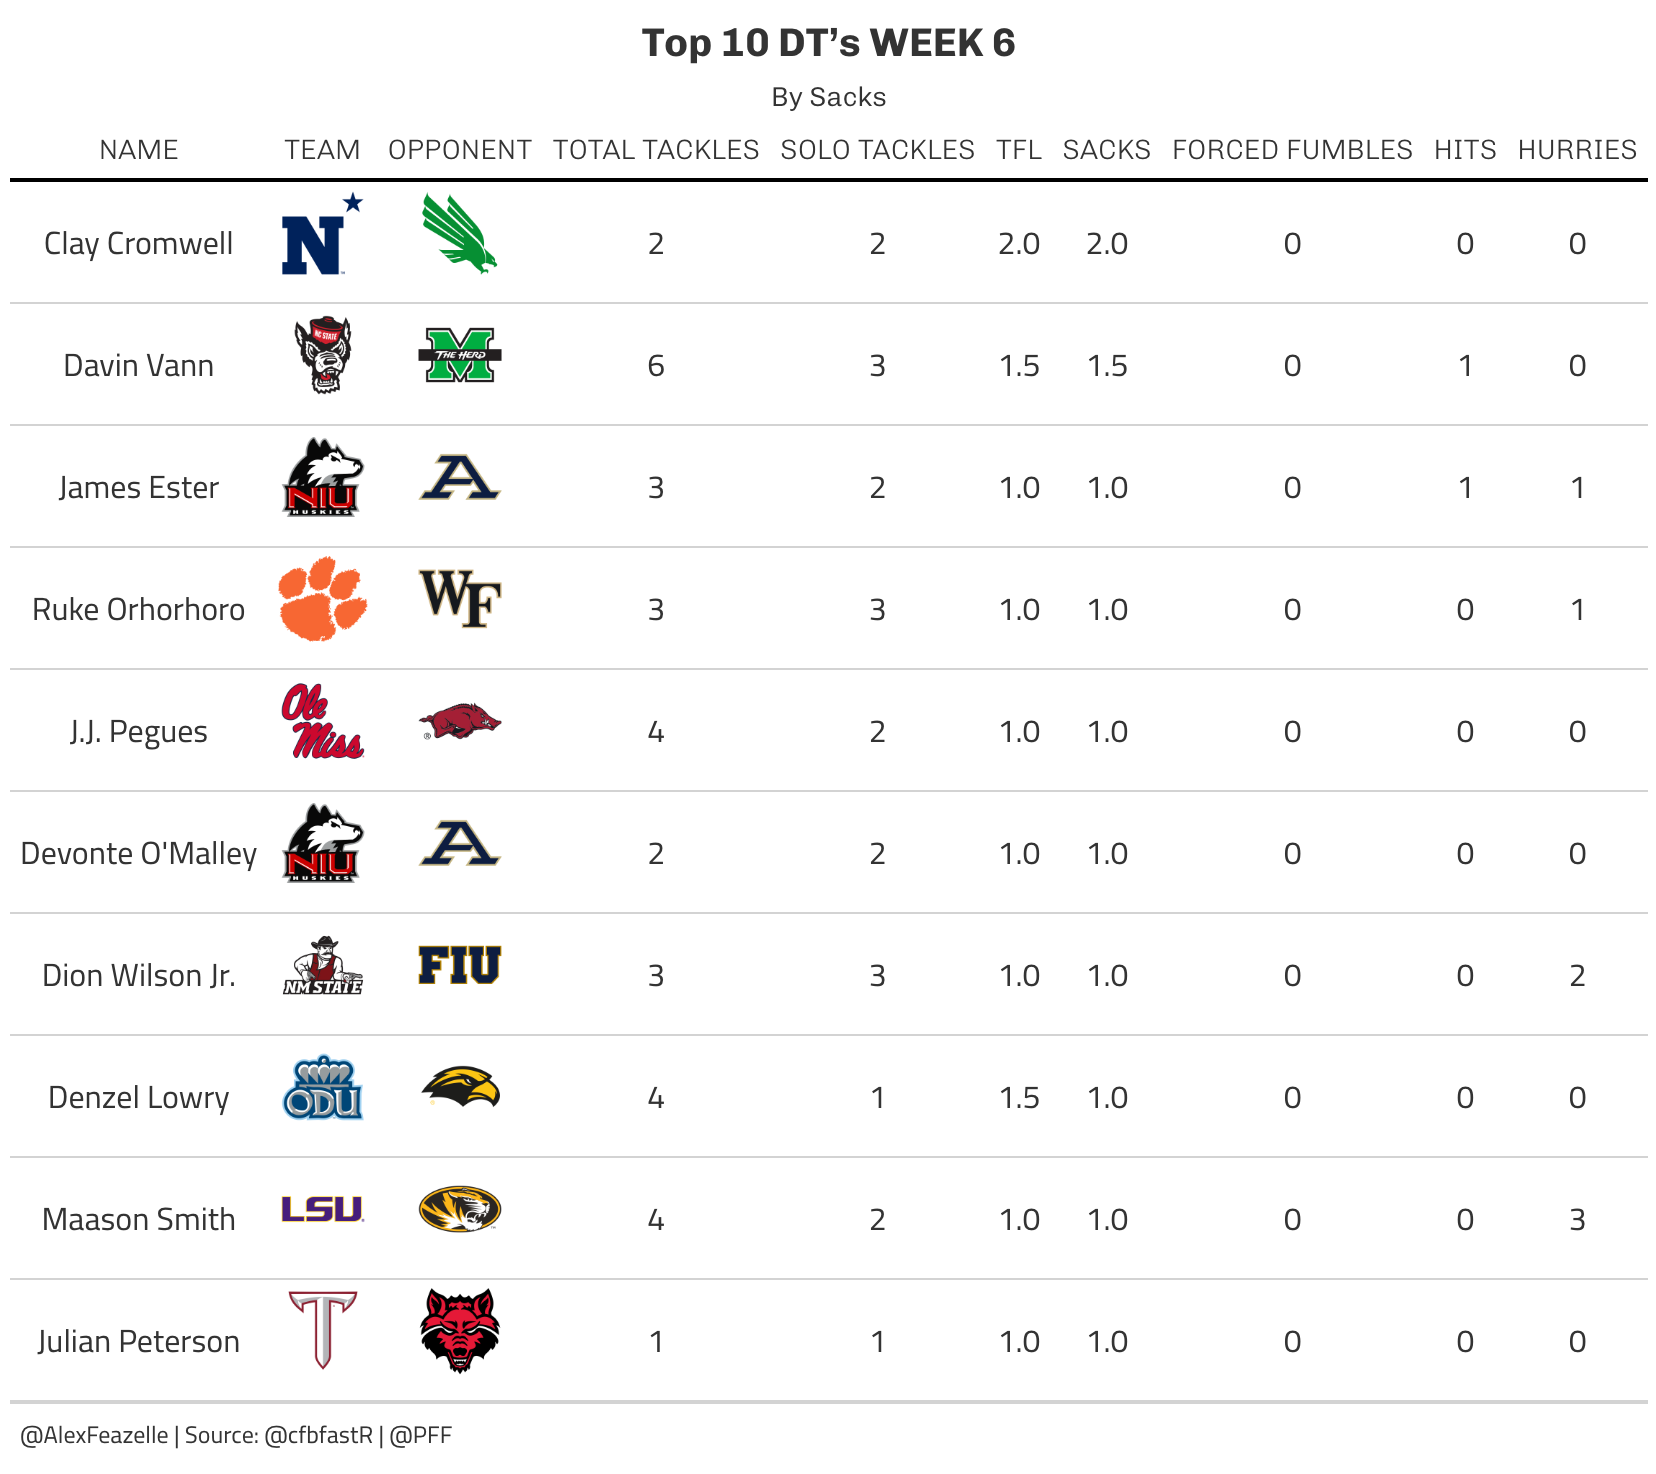 Top 10 DT’s WEEK 6
By Sacks
NAME TEAM OPPONENT TOTAL TACKLES SOLO TACKLES TFL SACKS FORCED FUMBLES HITS HURRIES
Clay Cromwell N 2 2 2.0 2.0 0 0 0
Davin Vann NC STATE M THE HERD 6 3 1.5 1.5 0 1 0
James Ester NIU HUSKIES A 3 2 1.0 1.0 0 1 1
Ruke Orhorhoro WF 3 3 1.0 1.0 0 0 1
J.J. Pegues Ole Miss ® 4 2 1.0 1.0 0 0 0
Devonte O'Malley NIU HUSKIES A 2 2 1.0 1.0 0 0 0
Dion Wilson Jr. NM STATE FIU 3 3 1.0 1.0 0 0 2
Denzel Lowry ODU 4 1 1.5 1.0 0 0 0
Maason Smith LSU 4 2 1.0 1.0 0 0 3
Julian Peterson T 1 1 1.0 1.0 0 0 0
@AlexFeazelle | Source: @cfbfastR | @PFF